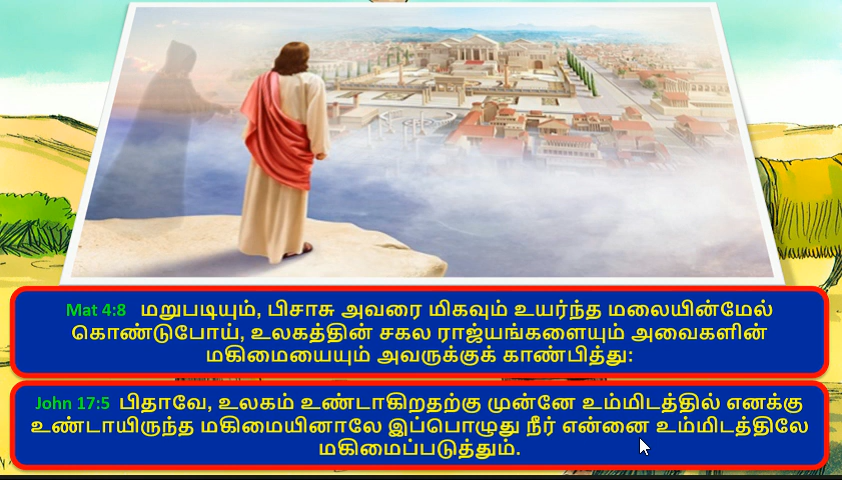 Mat 4:8 மறுபடியும், பிசாசு அவரை மிகவும் உயர்ந்த மலையின்மேல்
கொண்டுபோய், உலகத்தின் சகல ராஜ்யங்களையும் அவைகளின்
மகிமையையும் அவருக்குக் காண்பித்து:
John 17:5 பிதாவே, உலகம் உண்டாகிறதற்கு முன்னே உம்மிடத்தில் எனக்கு
உண்டாயிருந்த மகிமையினாலே இப்பொழுது நீர் என்னை உம்மிடத்திலே
மகிமைப்படுத்தும்.